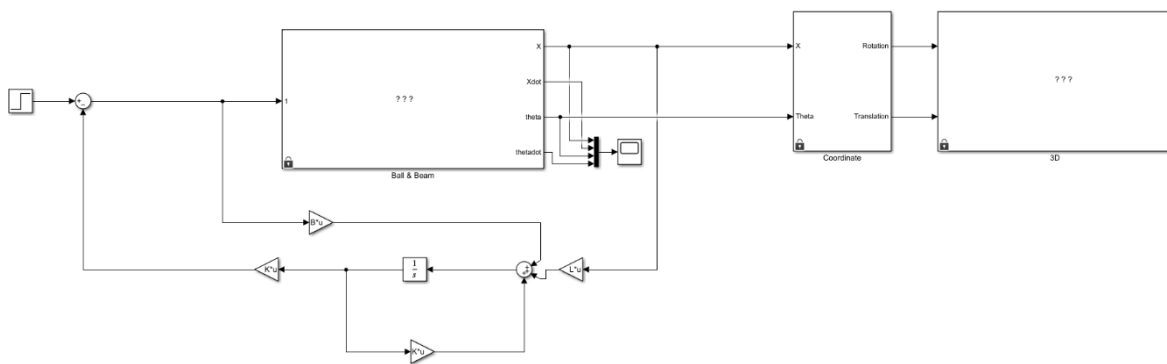 X
Xdot
1
? ? ?
theta
thetadot
Ball & Beam
X
Rotation
Theta
Translation
Coordinate
? ? ?
3D
B*u
K*u
1
s
L*u
K*u